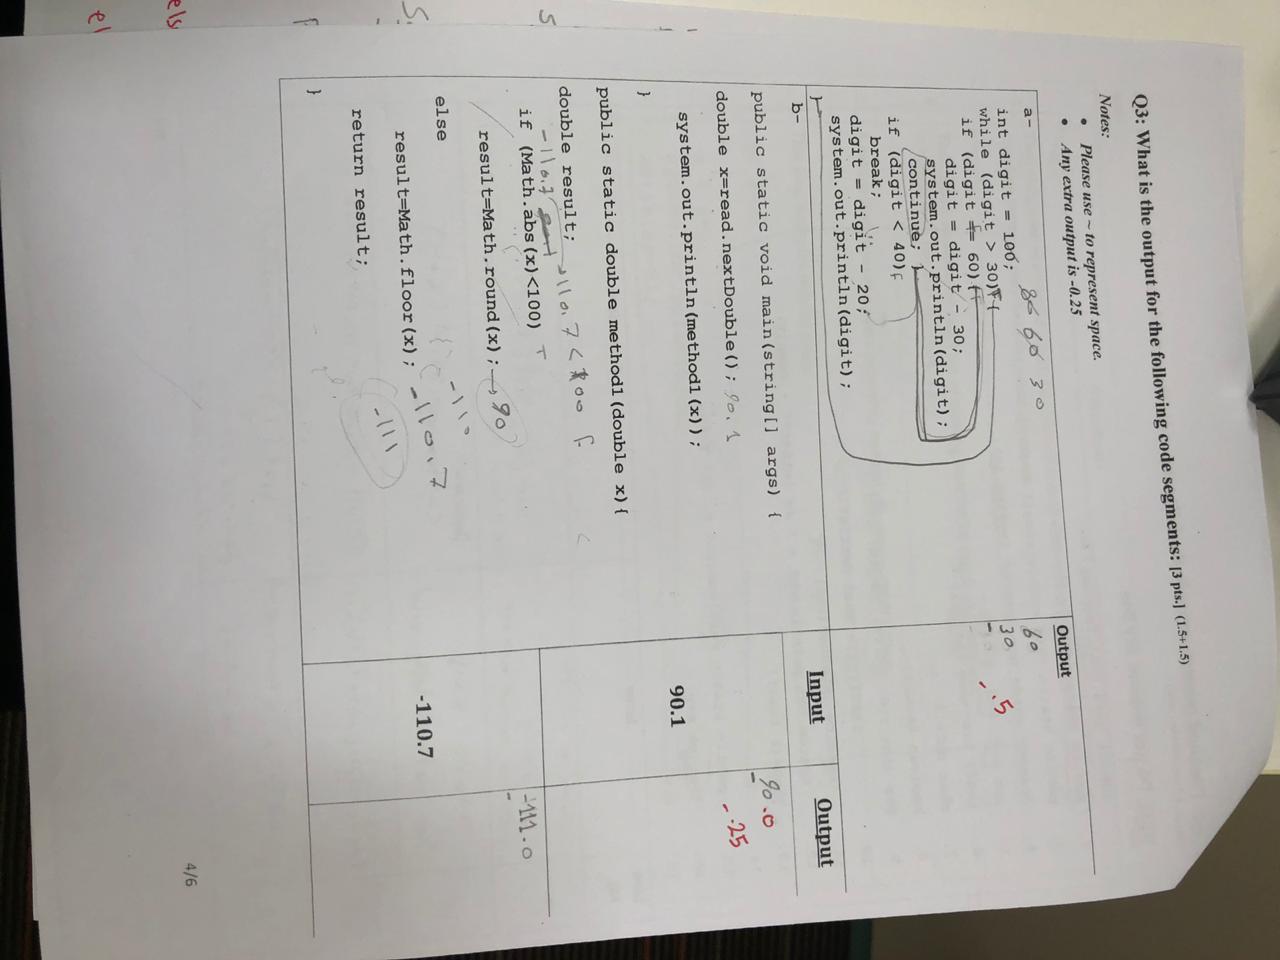 Q3: What is the output for the following code segments: [3 pts.] (1.5+1.5)
Notes:
• Please use ~ to represent space.
• Any extra output is -0.25
a-
Output
int digit = 100;
80 60 30
while (digit > 30) {
if (digit == 60) {
digit = digit - 30;
system.out.println(digit);
continue; }
if (digit < 40) F
break;
digit = digit - 20;
system.out.println(digit);
}
60
30
-.5
b-
Input
Output
public static void main(string[] args) {
double x=read.nextDouble(); 90.1
system.out.println(method1(x));
}
public static double method1(double x){
double result; → 110.7 < 100 F
-110.7
if (Math.abs(x)<100) T
result=Math.round(x); → 90
else
-110
result=Math.floor(x); -110.7
-111
return result;
}
90.1
90.0
-.25
-110.7
-111.0
4/6
els
S